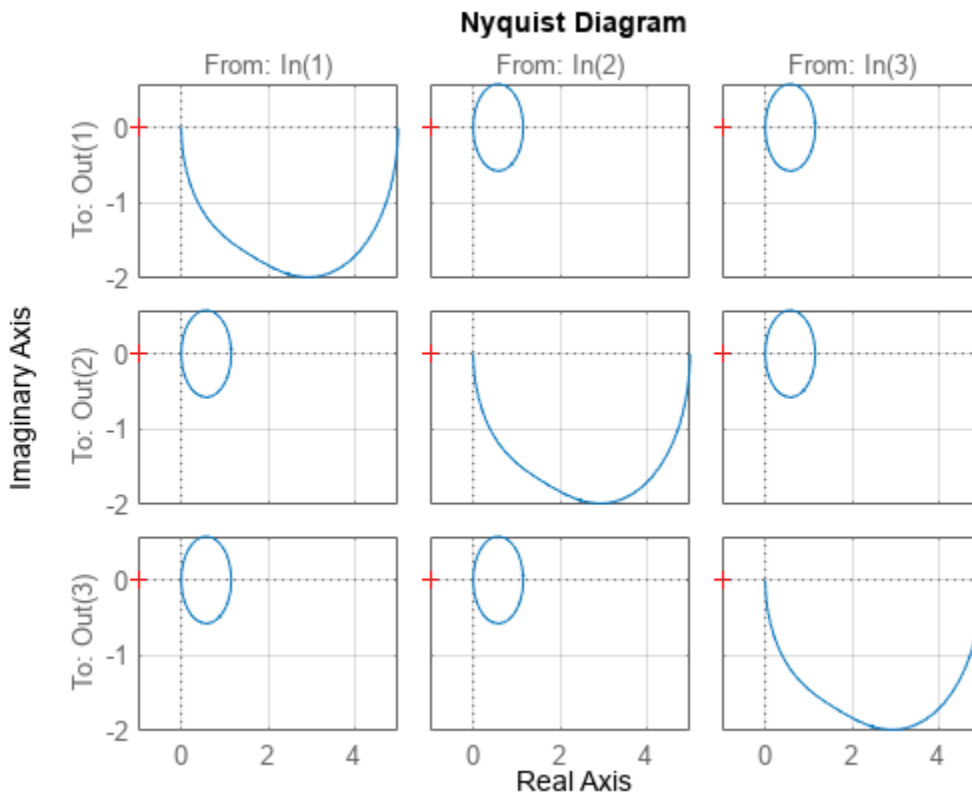 Nyquist Diagram
From: In(1) From: In(2) From: In(3)
To: Out(1)
0
-1
-2
Imaginary Axis
To: Out(2)
0
-1
-2
To: Out(3)
0
-1
-2
0 2 4 0 2 4 0 2 4
Real Axis